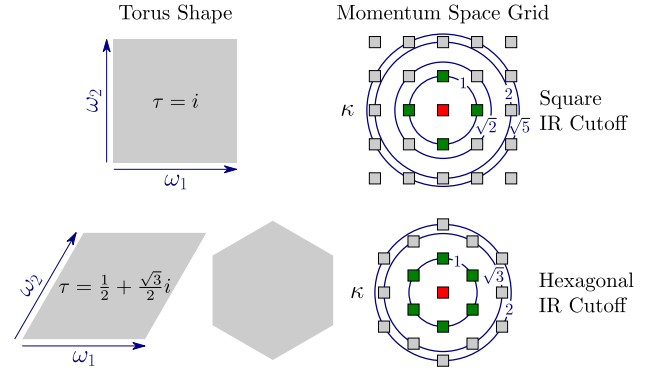 Torus Shape
Momentum Space Grid
ω₂
τ = i
ω₁
κ
1
√2
2
√5
Square
IR Cutoff
ω₂
τ = 1/2 + √3/2 i
ω₁
κ
1
√3
2
Hexagonal
IR Cutoff